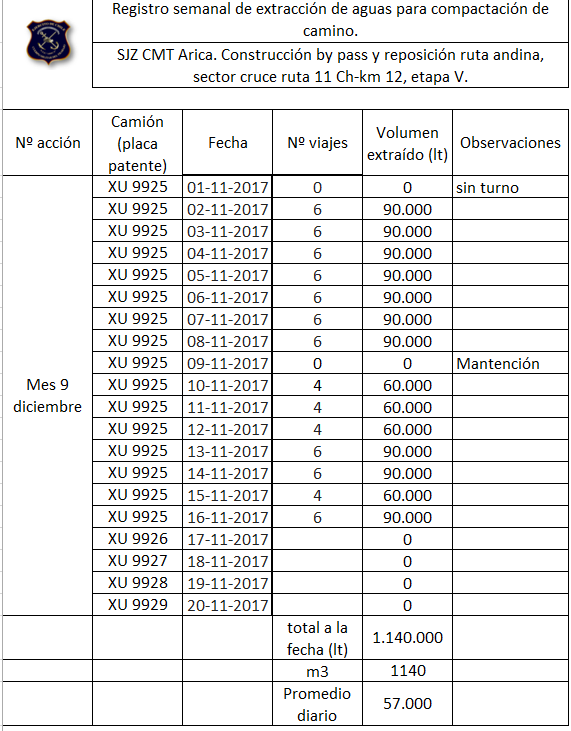 Registro semanal de extracción de aguas para compactación de
camino.
SJZ CMT Arica. Construcción by pass y reposición ruta andina,
sector cruce ruta 11 Ch-km 12, etapa V.
Nº acción Camión (placa patente) Fecha Nº viajes Volumen extraído (lt) Observaciones
XU 9925 01-11-2017 0 0 sin turno
XU 9925 02-11-2017 6 90.000
XU 9925 03-11-2017 6 90.000
XU 9925 04-11-2017 6 90.000
XU 9925 05-11-2017 6 90.000
XU 9925 06-11-2017 6 90.000
XU 9925 07-11-2017 6 90.000
XU 9925 08-11-2017 6 90.000
XU 9925 09-11-2017 0 0 Mantención
Mes 9 XU 9925 10-11-2017 4 60.000
diciembre XU 9925 11-11-2017 4 60.000
XU 9925 12-11-2017 4 60.000
XU 9925 13-11-2017 6 90.000
XU 9925 14-11-2017 6 90.000
XU 9925 15-11-2017 4 60.000
XU 9925 16-11-2017 6 90.000
XU 9926 17-11-2017 0
XU 9927 18-11-2017 0
XU 9928 19-11-2017 0
XU 9929 20-11-2017 0
total a la fecha (lt) 1.140.000
m3 1140
Promedio diario 57.000